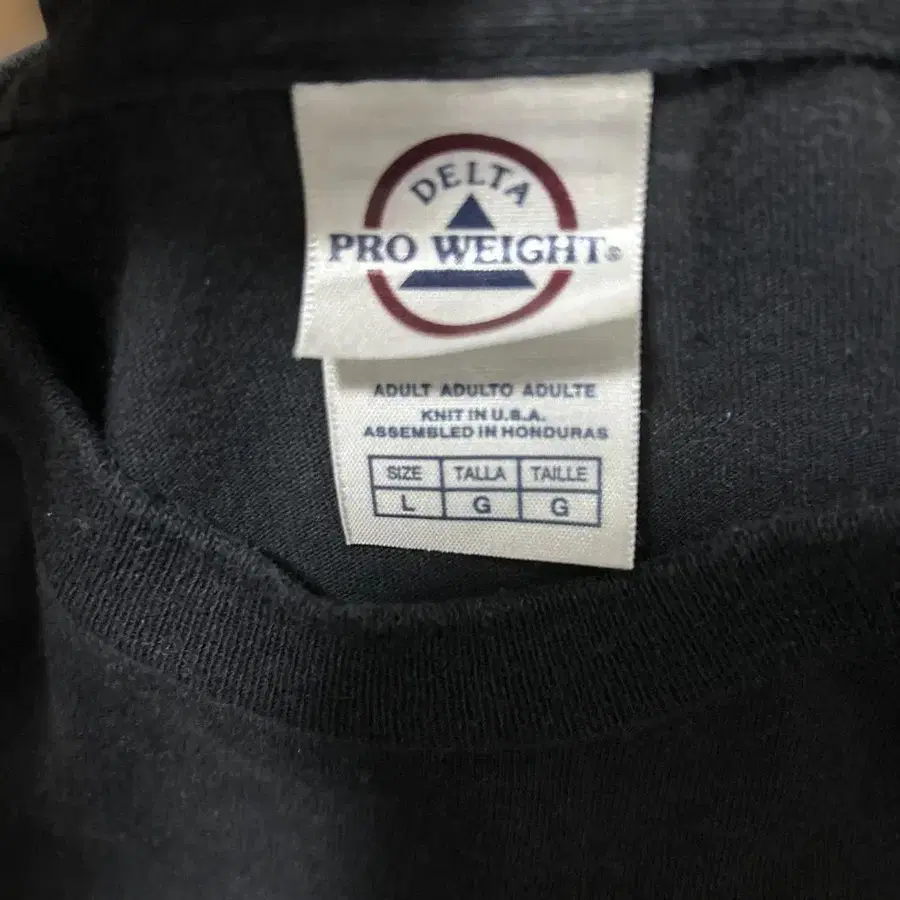 DELTA
PRO WEIGHT®
ADULT ADULTO ADULTE
KNIT IN U.S.A.
ASSEMBLED IN HONDURAS
SIZE TALLA TAILLE
L G G